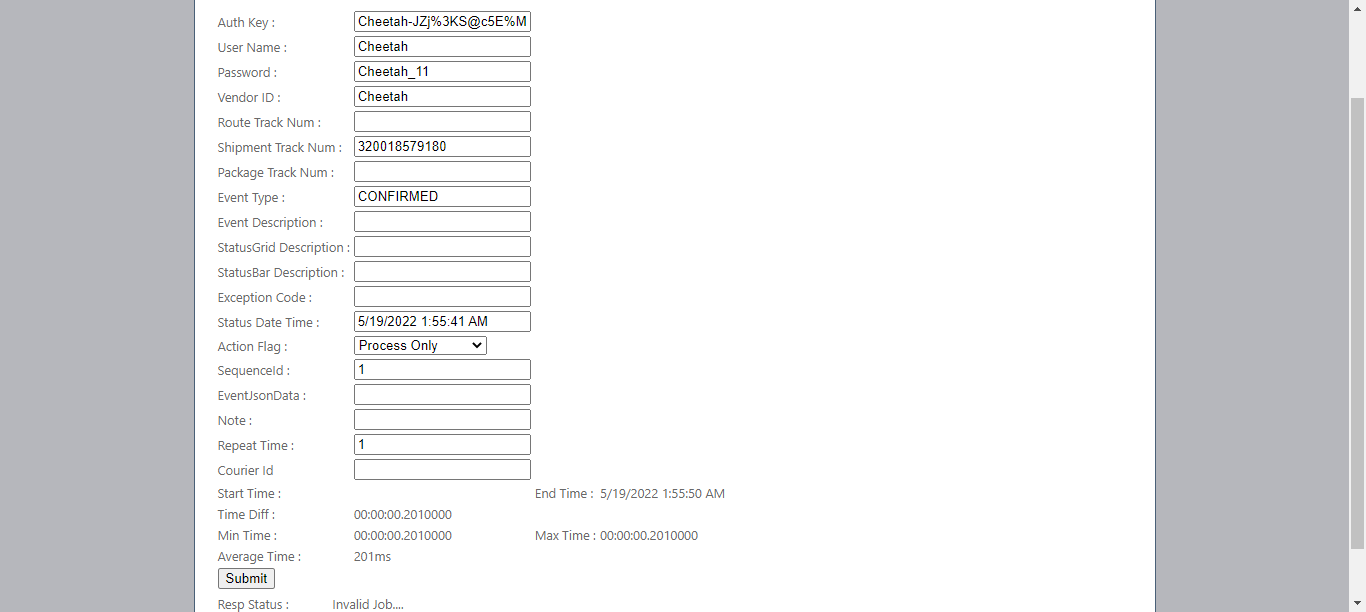 Auth Key : Cheetah-JZj%3KS@c5E%M
User Name : Cheetah
Password : Cheetah_11
Vendor ID : Cheetah
Route Track Num :
Shipment Track Num : 320018579180
Package Track Num :
Event Type : CONFIRMED
Event Description :
StatusGrid Description :
StatusBar Description :
Exception Code :
Status Date Time : 5/19/2022 1:55:41 AM
Action Flag : Process Only
SequenceId : 1
EventJsonData :
Note :
Repeat Time : 1
Courier Id
Start Time : End Time : 5/19/2022 1:55:50 AM
Time Diff : 00:00:00.2010000
Min Time : 00:00:00.2010000 Max Time : 00:00:00.2010000
Average Time : 201ms
Submit
Resp Status : Invalid Job....